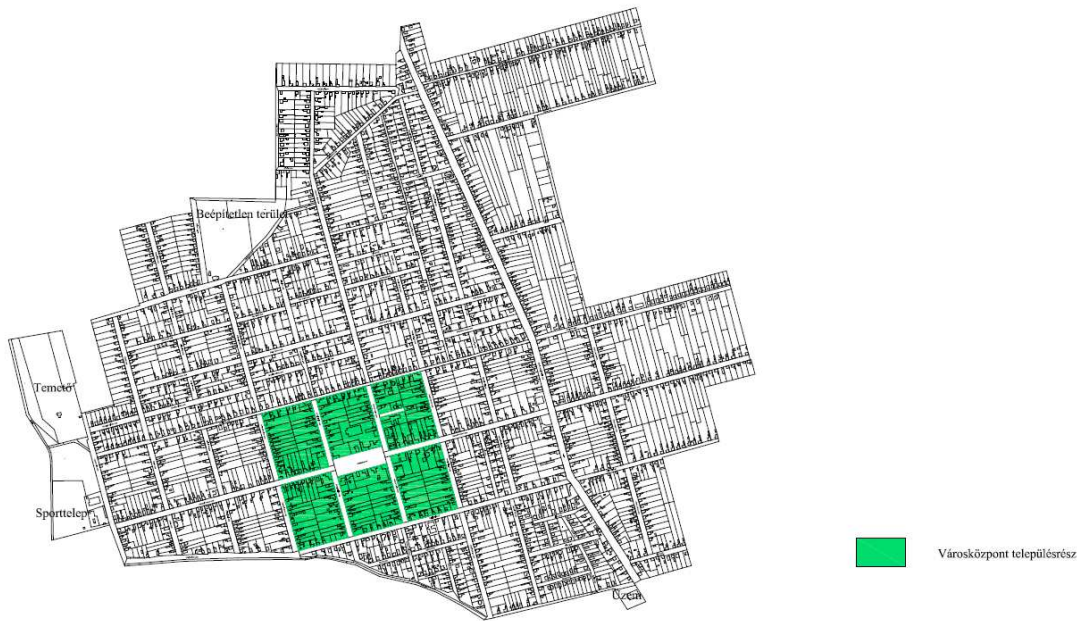 Beépítetlen terület
Temető
Sporttelep
Üzem
Városközpont településrész